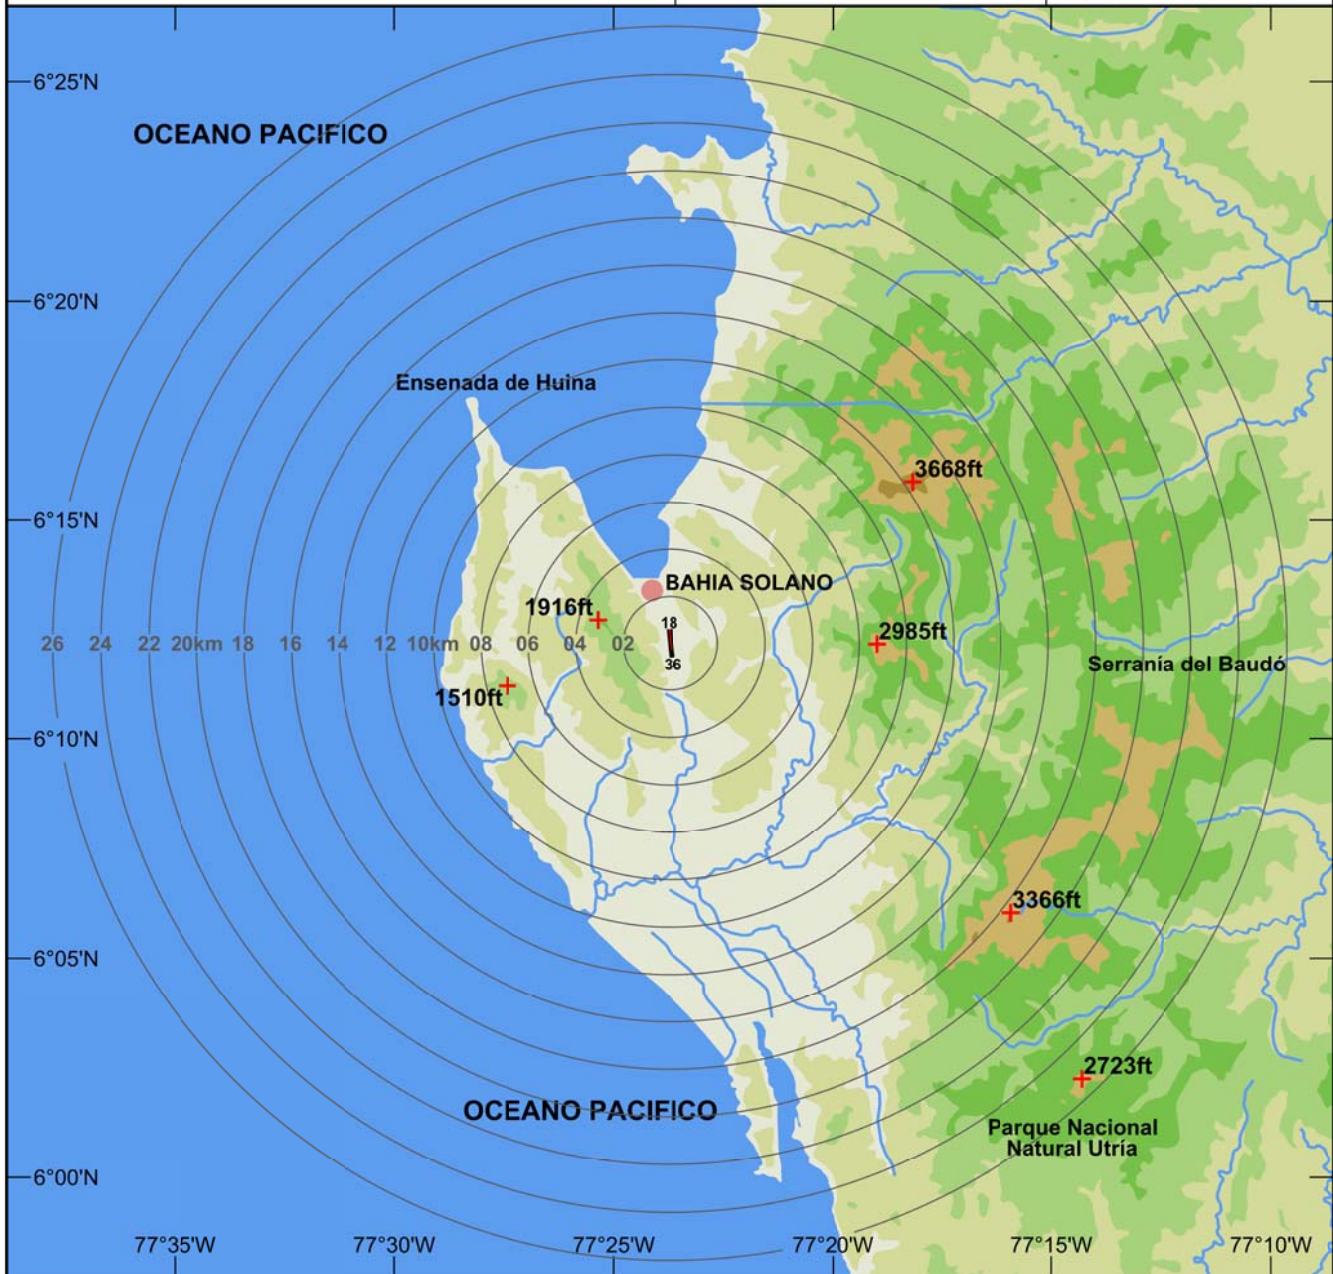 6°25'N
OCEANO PACIFICO
6°20'N
Ensenada de Huina
3668ft
6°15'N
BAHIA SOLANO
1916ft
18
2985ft
26 24 22 20km 18 16 14 12 10km 08 06 04 02
36
Serranía del Baudó
1510ft
6°10'N
3366ft
6°05'N
2723ft
OCEANO PACIFICO
Parque Nacional
Natural Utría
6°00'N
77°35'W 77°30'W 77°25'W 77°20'W 77°15'W 77°10'W